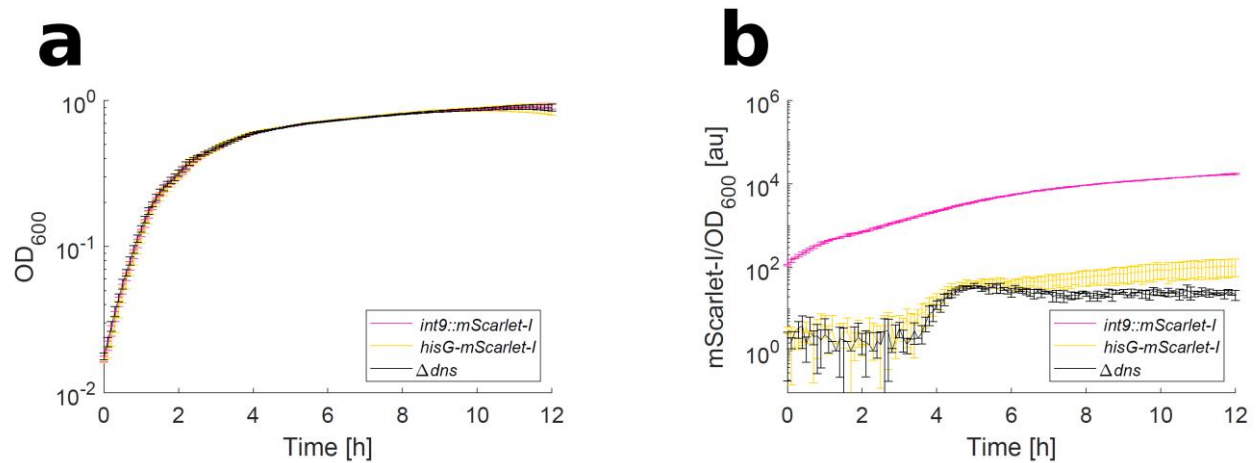 a
10^0
10^-1
10^-2
OD_600
0 2 4 6 8 10 12
Time [h]
int9::mScarlet-I
hisG-mScarlet-I
Δdns
b
10^6
10^4
10^2
10^0
mScarlet-I/OD_600 [au]
0 2 4 6 8 10 12
Time [h]
int9::mScarlet-I
hisG-mScarlet-I
Δdns